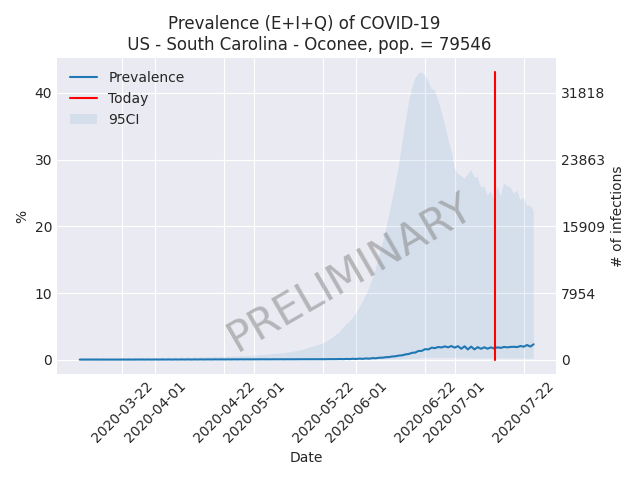 Prevalence (E+I+Q) of COVID-19
US - South Carolina - Oconee, pop. = 79546
Prevalence
Today
95CI
40
30
20
10
0
%
31818
23863
15909
7954
0
# of infections
PRELIMINARY
2020-03-22
2020-04-01
2020-04-22
2020-05-01
2020-05-22
2020-06-01
2020-06-22
2020-07-01
2020-07-22
Date